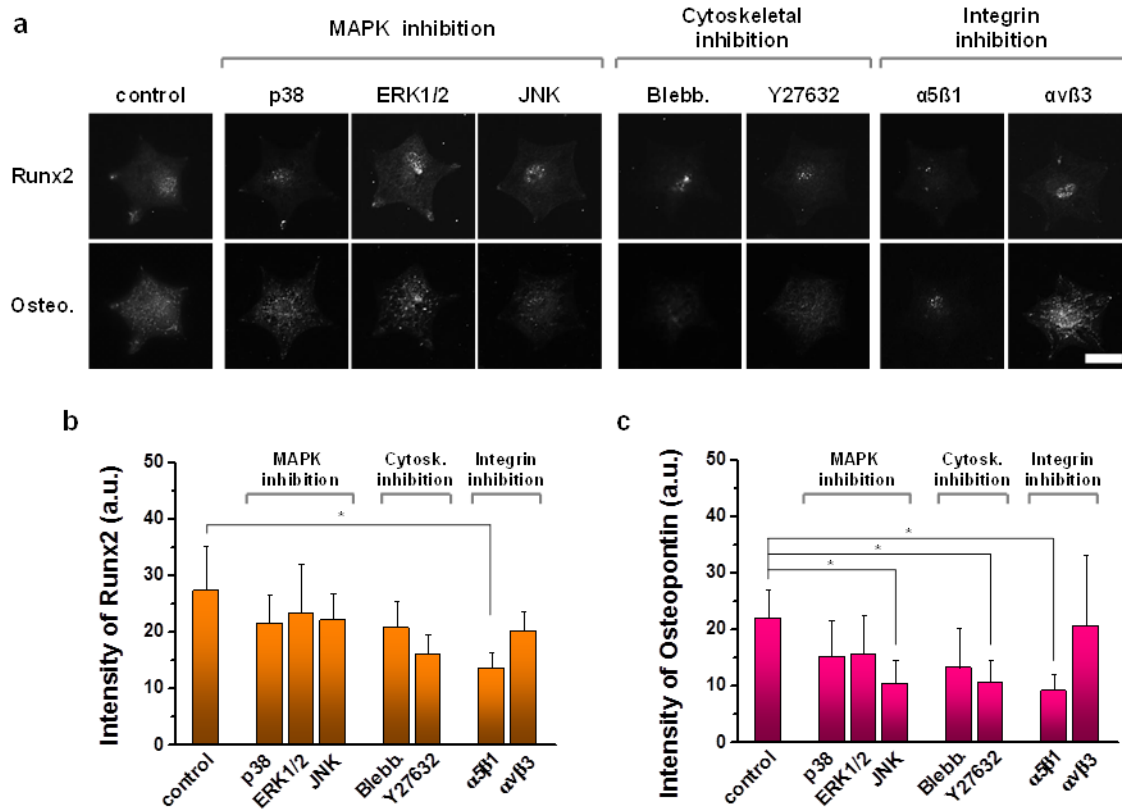 a
MAPK inhibition
Cytoskeletal
inhibition
Integrin
inhibition
control
p38
ERK1/2
JNK
Blebb.
Y27632
α5ß1
αvß3
Runx2
Osteo.
b
Intensity of Runx2 (a.u.)
50
40
30
20
10
0
MAPK
inhibition
Cytosk.
inhibition
Integrin
inhibition
*
control
p38
ERK1/2
JNK
Blebb.
Y27632
α5β1
αvβ3
c
Intensity of Osteopontin (a.u.)
50
40
30
20
10
0
MAPK
inhibition
Cytosk.
inhibition
Integrin
inhibition
*
*
*
control
p38
ERK1/2
JNK
Blebb.
Y27632
α5β1
αvβ3